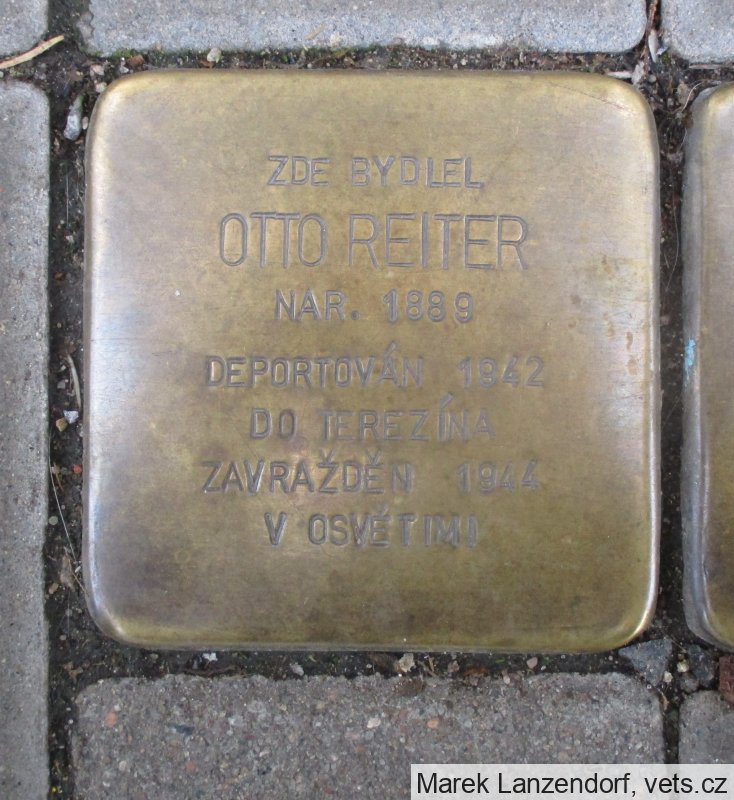 ZDE BYDLEL
OTTO REITER
NAR. 1889
DEPORTOVÁN 1942
DO TEREZÍNA
ZAVRAŽDĚN 1944
V OSVĚTIMI
Marek Lanzendorf, vets.cz